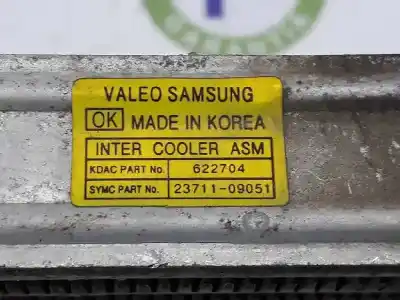 VALEO SAMSUNG
OK MADE IN KOREA
INTER COOLER ASM
KDAC PART No. 622704
SYMC PART No. 23711-09051